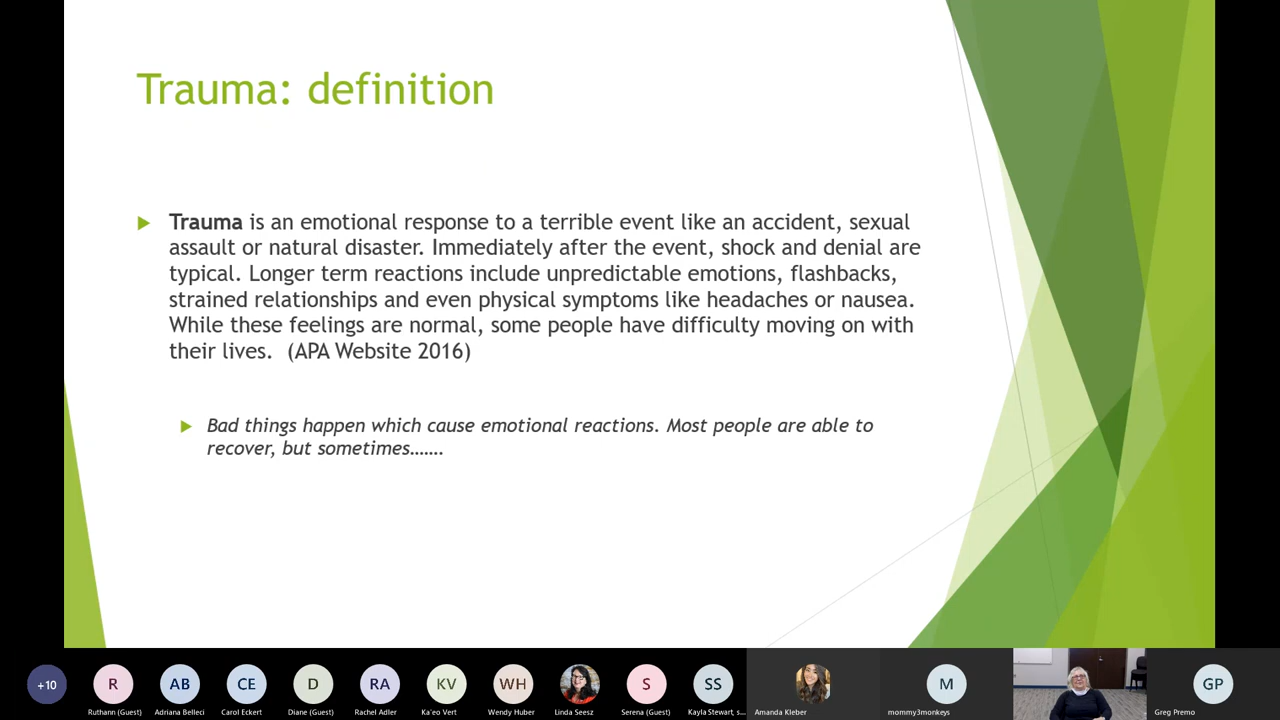 Trauma: definition
Trauma is an emotional response to a terrible event like an accident, sexual
assault or natural disaster. Immediately after the event, shock and denial are
typical. Longer term reactions include unpredictable emotions, flashbacks,
strained relationships and even physical symptoms like headaches or nausea.
While these feelings are normal, some people have difficulty moving on with
their lives. (APA Website 2016)
Bad things happen which cause emotional reactions. Most people are able to
recover, but sometimes…….
+10
R
AB
CE
D
RA
KV
WH
S
SS
M
GP
Ruthann (Guest)
Adriana Belleci
Carol Eckert
Diane (Guest)
Rachel Adler
Ka'eo Vert
Wendy Huber
Linda Seesz
Serena (Guest)
Kayla Stewart, s...
Amanda Kleber
mommy3monkeys
Greg Premo